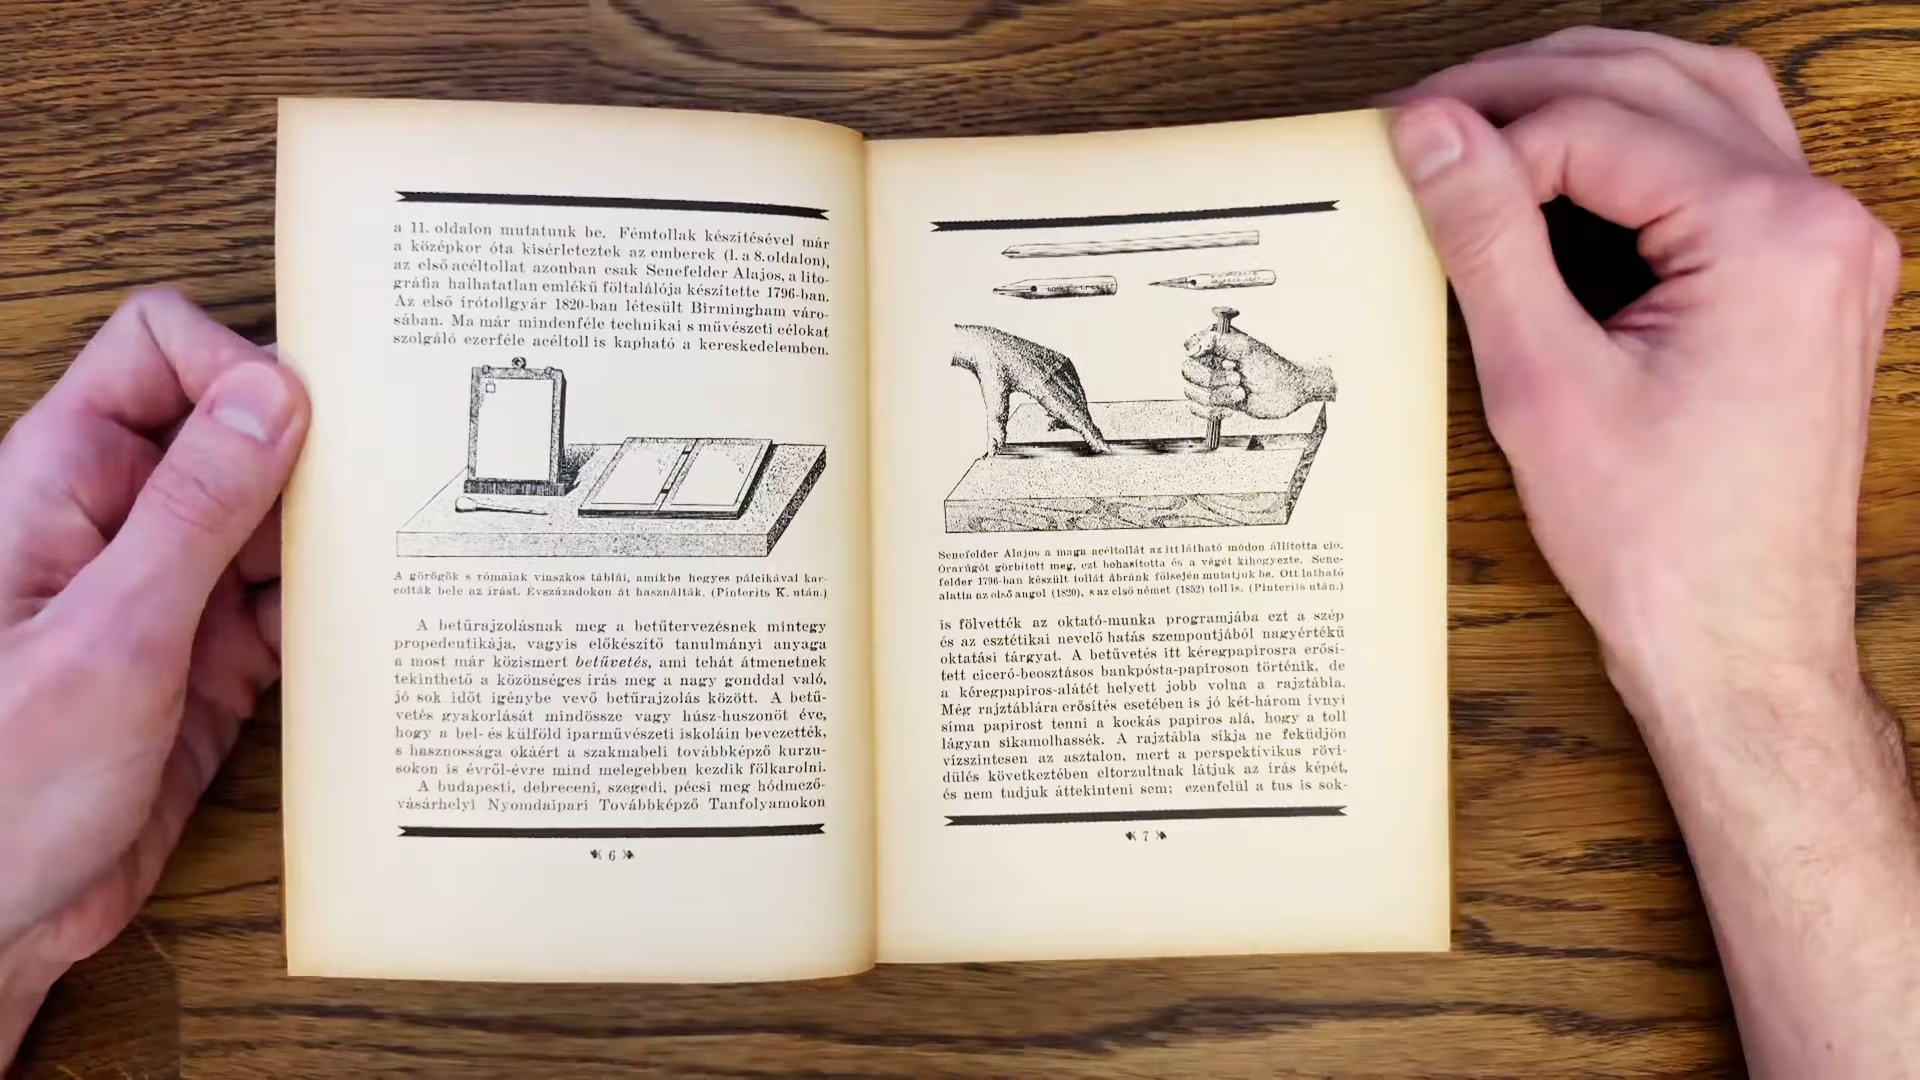 a 11. oldalon mutatunk be. Fémtollak készítésével már
a középkor óta kisérleteztek az emberek (l. a 8. oldalon),
az első acéltollat azonban csak Senefelder Alajos, a lito-
gráfia halhatatlan emlékű föltalálója készítette 1796-ban.
Az első írótollgyár 1820-ban létesült Birmingham váro-
sában. Ma már mindenféle technikai s művészeti célokat
szolgáló ezerféle acéltoll is kapható a kereskedelemben.
A görögök s rómaiak viaszkos táblái, amikbe hegyes pálcikával kar-
colták bele az írást. Évszázadokon át használták. (Pinterits K. után.)
A betűrajzolásnak meg a betűtervezésnek mintegy
propedeutikája, vagyis előkészítő tanulmányi anyaga
a most már közismert betűvetés, ami tehát átmenetnek
tekinthető a közönséges írás meg a nagy gonddal való,
jó sok időt igénybe vevő betűrajzolás között. A betű-
vetés gyakorlását mindössze vagy húsz-huszonöt éve,
hogy a bel- és külföld iparművészeti iskoláin bevezették,
s hasznossága okáért a szakmabeli továbbképző kurzu-
sokon is évről-évre mind melegebben kezdik fölkarolni.
A budapesti, debreceni, szegedi, pécsi meg hódmező-
vásárhelyi Nyomdaipari Továbbképző Tanfolyamokon
6
Senefelder Alajos a maga acéltollát az itt látható módon állította elő.
Órarúgót görbített meg, ezt behasította és a végét kihegyezte. Sene-
felder 1796-ban készült tollát ábránk fölsején mutatjuk be. Ott látható
alatta az első angol (1820), s az első német (1852) toll is. (Pinterits után.)
is fölvették az oktató-munka programjába ezt a szép
és az esztétikai nevelő hatás szempontjából nagyértékű
oktatási tárgyat. A betűvetés itt kéregpapírosra erősí-
tett ciceró-beosztásos bankpósta-papiroson történik, de
a kéregpapiros-alátét helyett jobb volna a rajztábla.
Még rajztáblára erősítés esetében is jó két-három ívnyi
síma papirost tenni a kockás papiros alá, hogy a toll
lágyan sikamolhassék. A rajztábla síkja ne feküdjön
vízszintesen az asztalon, mert a perspektivikus rövi-
dülés következtében eltorzultnak látjuk az írás képét,
és nem tudjuk áttekinteni sem; ezenfelül a tus is sok-
7